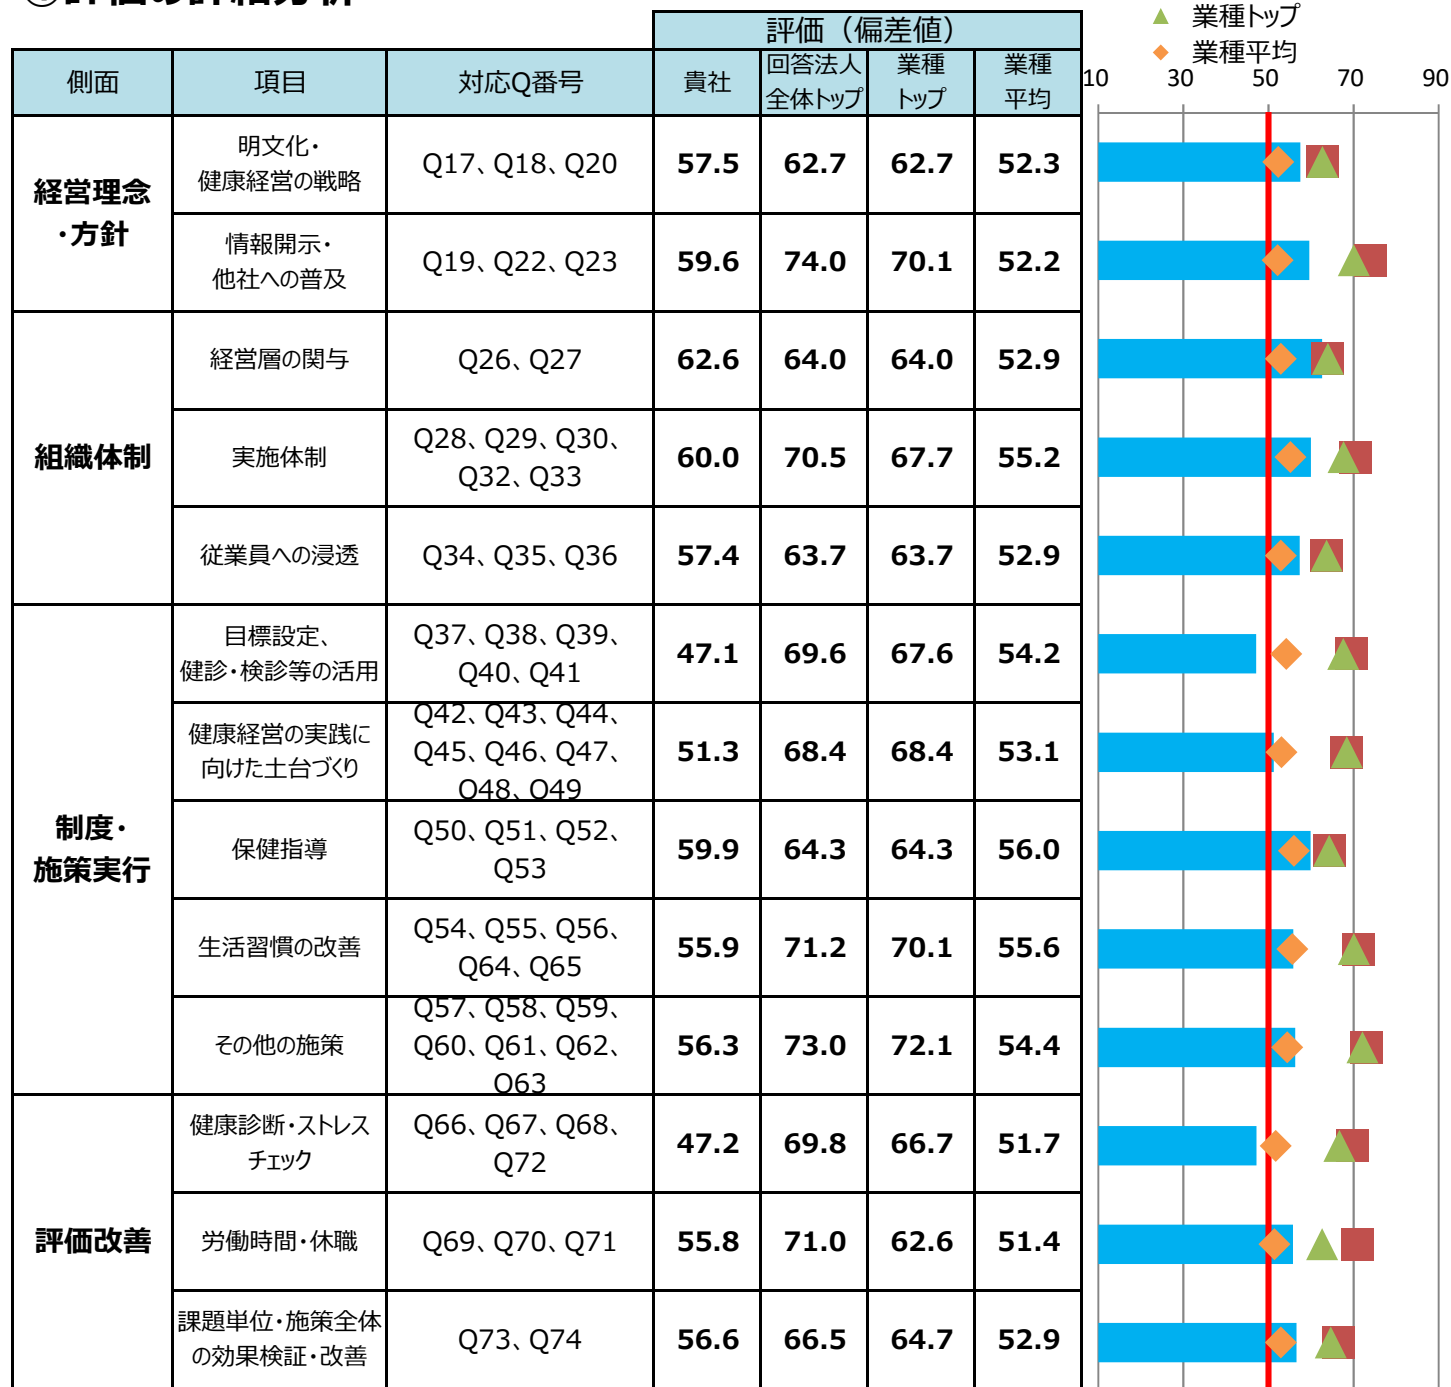 ③評価の詳細分析
▲ 業種トップ
◆ 業種平均
評価（偏差値）
側面 項目 対応Q番号 貴社 回答法人全体トップ 業種トップ 業種平均
10 30 50 70 90
経営理念・方針
明文化・健康経営の戦略 Q17、Q18、Q20 57.5 62.7 62.7 52.3
情報開示・他社への普及 Q19、Q22、Q23 59.6 74.0 70.1 52.2
組織体制
経営層の関与 Q26、Q27 62.6 64.0 64.0 52.9
実施体制 Q28、Q29、Q30、Q32、Q33 60.0 70.5 67.7 55.2
従業員への浸透 Q34、Q35、Q36 57.4 63.7 63.7 52.9
制度・施策実行
目標設定、健診・検診等の活用 Q37、Q38、Q39、Q40、Q41 47.1 69.6 67.6 54.2
健康経営の実践に向けた土台づくり Q42、Q43、Q44、Q45、Q46、Q47、Q48、Q49 51.3 68.4 68.4 53.1
保健指導 Q50、Q51、Q52、Q53 59.9 64.3 64.3 56.0
生活習慣の改善 Q54、Q55、Q56、Q64、Q65 55.9 71.2 70.1 55.6
その他の施策 Q57、Q58、Q59、Q60、Q61、Q62、Q63 56.3 73.0 72.1 54.4
評価改善
健康診断・ストレスチェック Q66、Q67、Q68、Q72 47.2 69.8 66.7 51.7
労働時間・休職 Q69、Q70、Q71 55.8 71.0 62.6 51.4
課題単位・施策全体の効果検証・改善 Q73、Q74 56.6 66.5 64.7 52.9